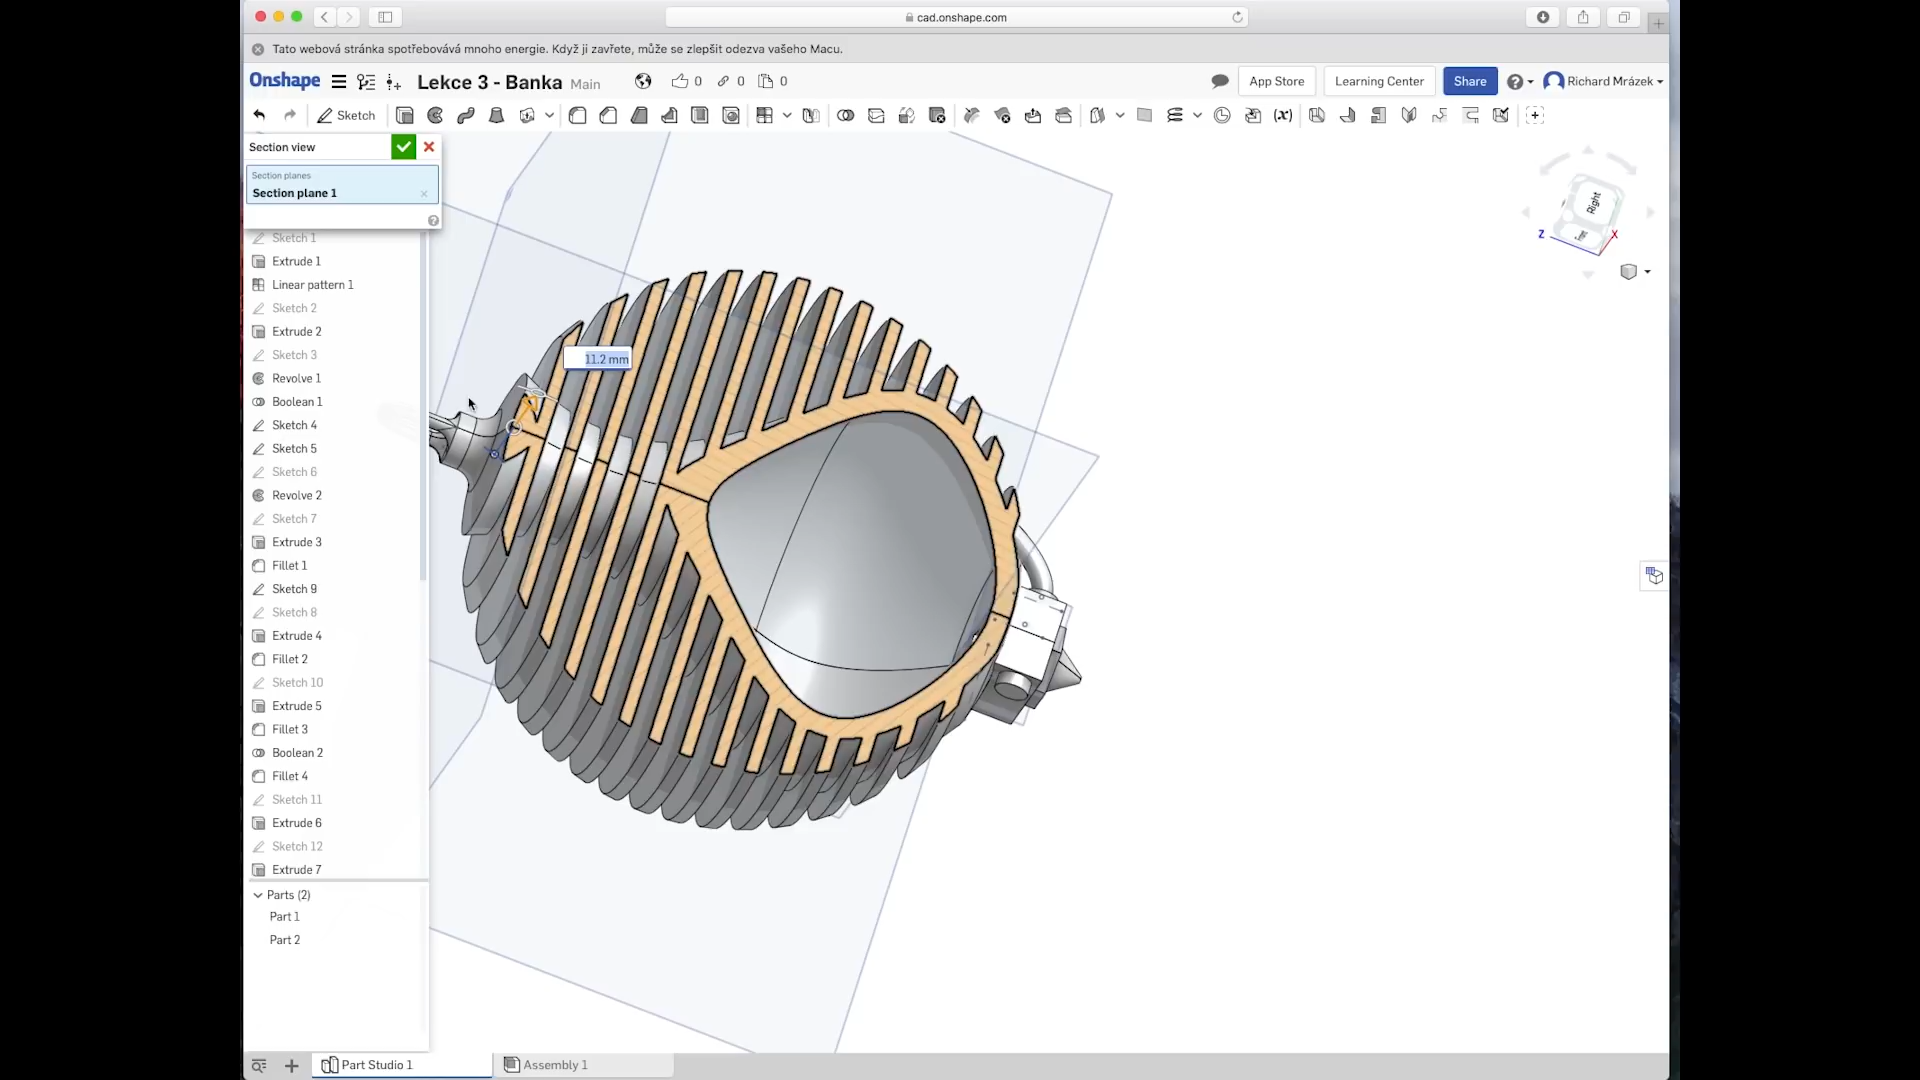 cad.onshape.com
Tato webová stránka spotřebovává mnoho energie. Když ji zavřete, může se zlepšit odezva vašeho Macu.
Onshape Lekce 3 - Banka Main 0 0 0 App Store Learning Center Share Richard Mrázek
Sketch
Section view
Section planes
Section plane 1
Sketch 1
Extrude 1
Linear pattern 1
Sketch 2
Extrude 2
Sketch 3
Revolve 1
Boolean 1
Sketch 4
Sketch 5
Sketch 6
Revolve 2
Sketch 7
Extrude 3
Fillet 1
Sketch 9
Sketch 8
Extrude 4
Fillet 2
Sketch 10
Extrude 5
Fillet 3
Boolean 2
Fillet 4
Sketch 11
Extrude 6
Sketch 12
Extrude 7
Parts (2)
Part 1
Part 2
11.2 mm
Right
Z X
Part Studio 1
Assembly 1